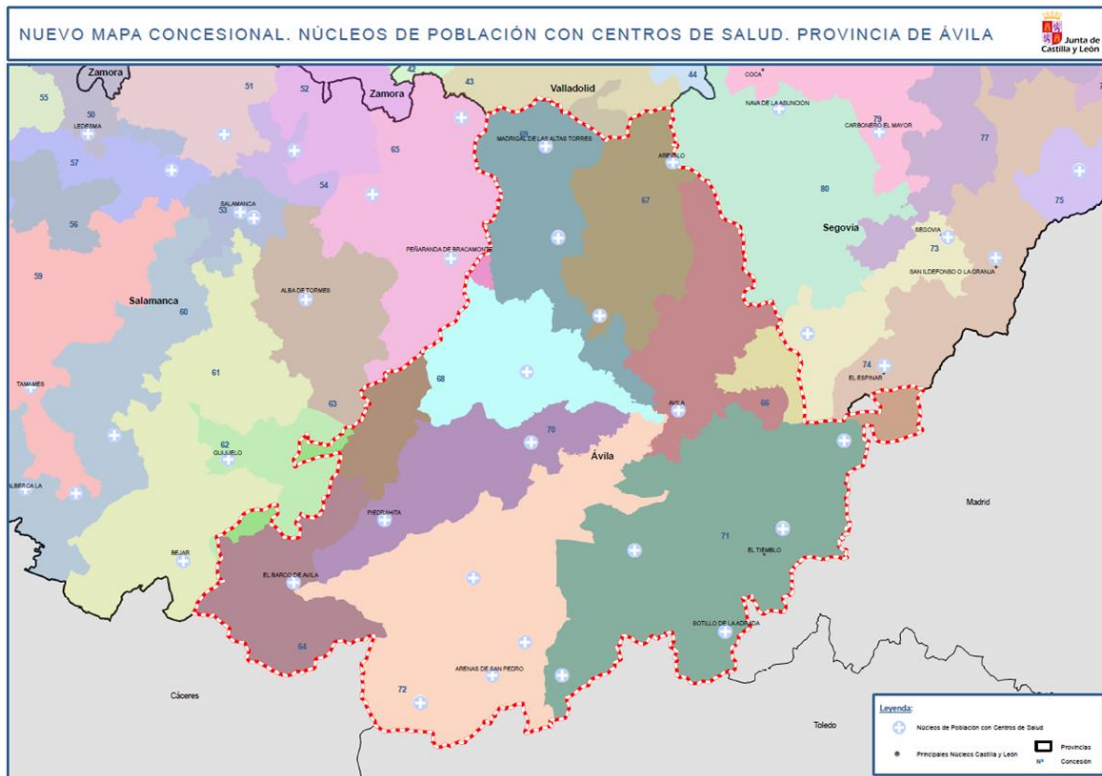 NUEVO MAPA CONCESIONAL. NÚCLEOS DE POBLACIÓN CON CENTROS DE SALUD. PROVINCIA DE ÁVILA
Junta de
Castilla y León
Zamora
42
43
44
COCA
55
51
52
Zamora
Valladolid
50
LEDESMA
NAVA DE LA ASUNCION
79
CARBONERO EL MAYOR
77
69
MADRIGAL DE LAS ALTAS TORRES
65
57
AREVALO
54
80
75
67
SALAMANCA
53
56
Segovia
SEGOVIA
73
PEÑARANDA DE BRACAMONTE
59
SAN ILDEFONSO O LA GRANJA
ALBA DE TORMES
Salamanca
60
74
EL ESPINAR
61
68
TAMAMES
63
66
AVILA
70
62
GUIJUELO
Ávila
ALBERCA LA
Madrid
PIEDRAHITA
71
EL TIEMBLO
BEJAR
EL BARCO DE AVILA
SOTILLO DE LA ADRADA
64
ARENAS DE SAN PEDRO
72
Cáceres
Toledo
Leyenda:
Núcleos de Población con Centros de Salud
Principales Núcleos Castilla y León
Provincias
Nº Concesión